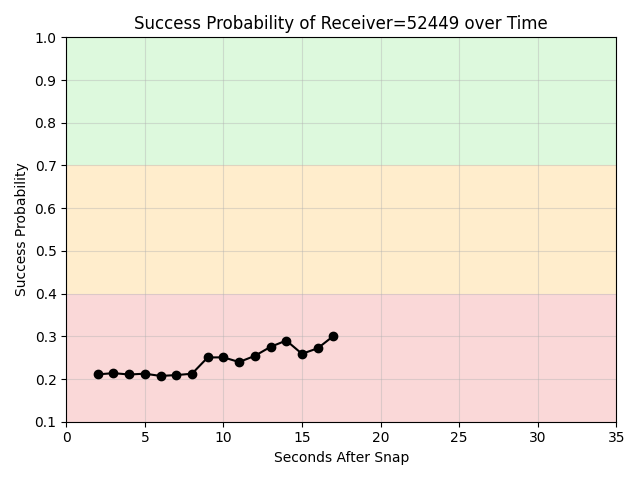 Success Probability of Receiver=52449 over Time
1.0
0.9
0.8
0.7
0.6
0.5
0.4
0.3
0.2
0.1
Success Probability
0 5 10 15 20 25 30 35
Seconds After Snap